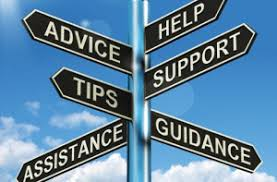 HELP
ADVICE
SUPPORT
TIPS
GUIDANCE
ASSISTANCE